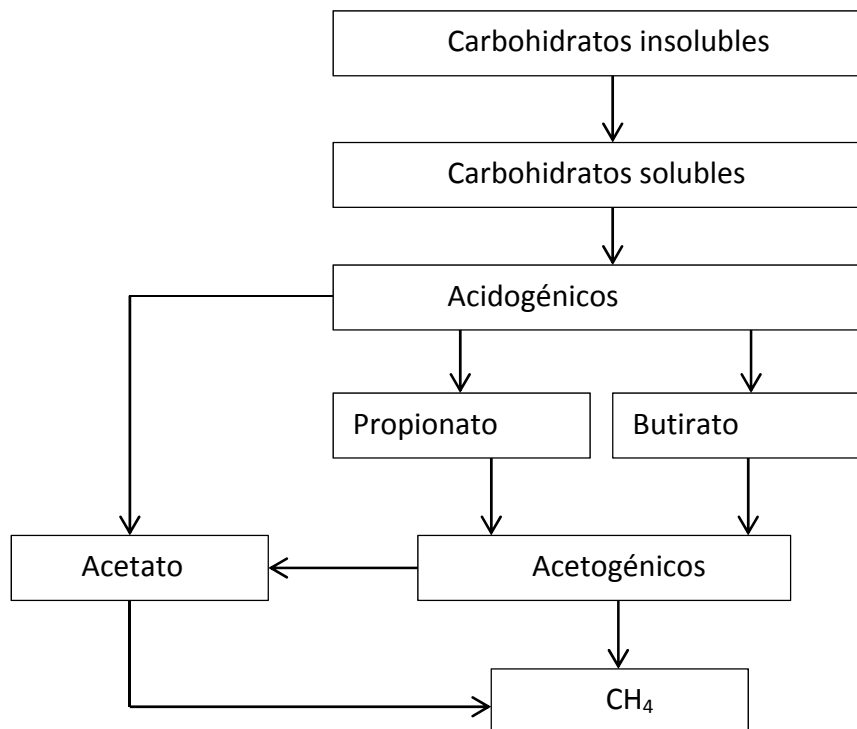 Carbohidratos insolubles
Carbohidratos solubles
Acidogénicos
Propionato
Butirato
Acetato
Acetogénicos
CH₄